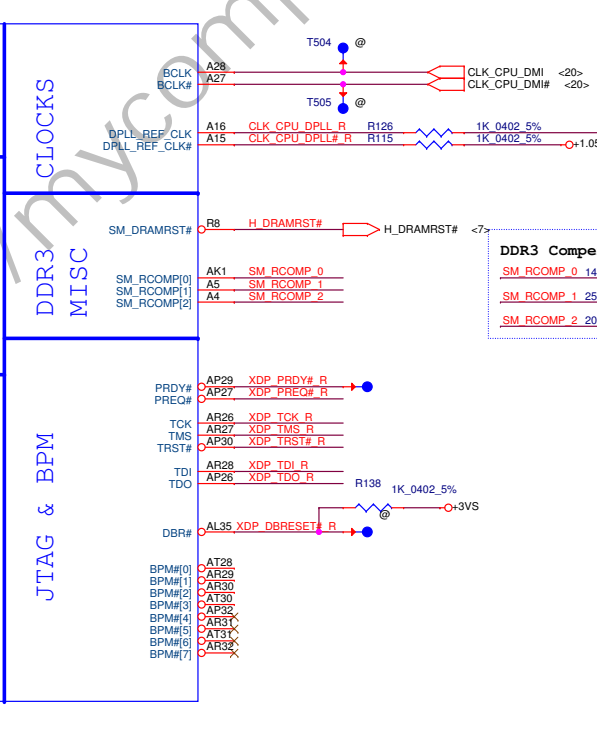 T504 @
CLOCKS
BCLK A28 CLK_CPU_DMI <20>
BCLK# A27 CLK_CPU_DMI# <20>
T505 @
DPLL_REF_CLK A16 CLK_CPU_DPLL_R R126 1K_0402_5%
DPLL_REF_CLK# A15 CLK_CPU_DPLL#_R R115 1K_0402_5%
+1.05
DDR3
MISC
SM_DRAMRST# R8 H_DRAMRST# H_DRAMRST# <7>
SM_RCOMP[0] AK1 SM_RCOMP_0
SM_RCOMP[1] A5 SM_RCOMP_1
SM_RCOMP[2] A4 SM_RCOMP_2
DDR3 Compe
SM_RCOMP_0 14
SM_RCOMP_1 25
SM_RCOMP_2 20
JTAG & BPM
PRDY# AP29 XDP_PRDY#_R
PREQ# AP27 XDP_PREQ#_R
TCK AR26 XDP_TCK_R
TMS AR27 XDP_TMS_R
TRST# AP30 XDP_TRST#_R
TDI AR28 XDP_TDI_R
TDO AP26 XDP_TDO_R
R138 1K_0402_5%
@ +3VS
DBR# AL35 XDP_DBRESET#_R
BPM#[0] AT28
BPM#[1] AR29
BPM#[2] AR30
BPM#[3] AT30
BPM#[4] AP32
BPM#[5] AR31
BPM#[6] AT31
BPM#[7] AR32
/mycom